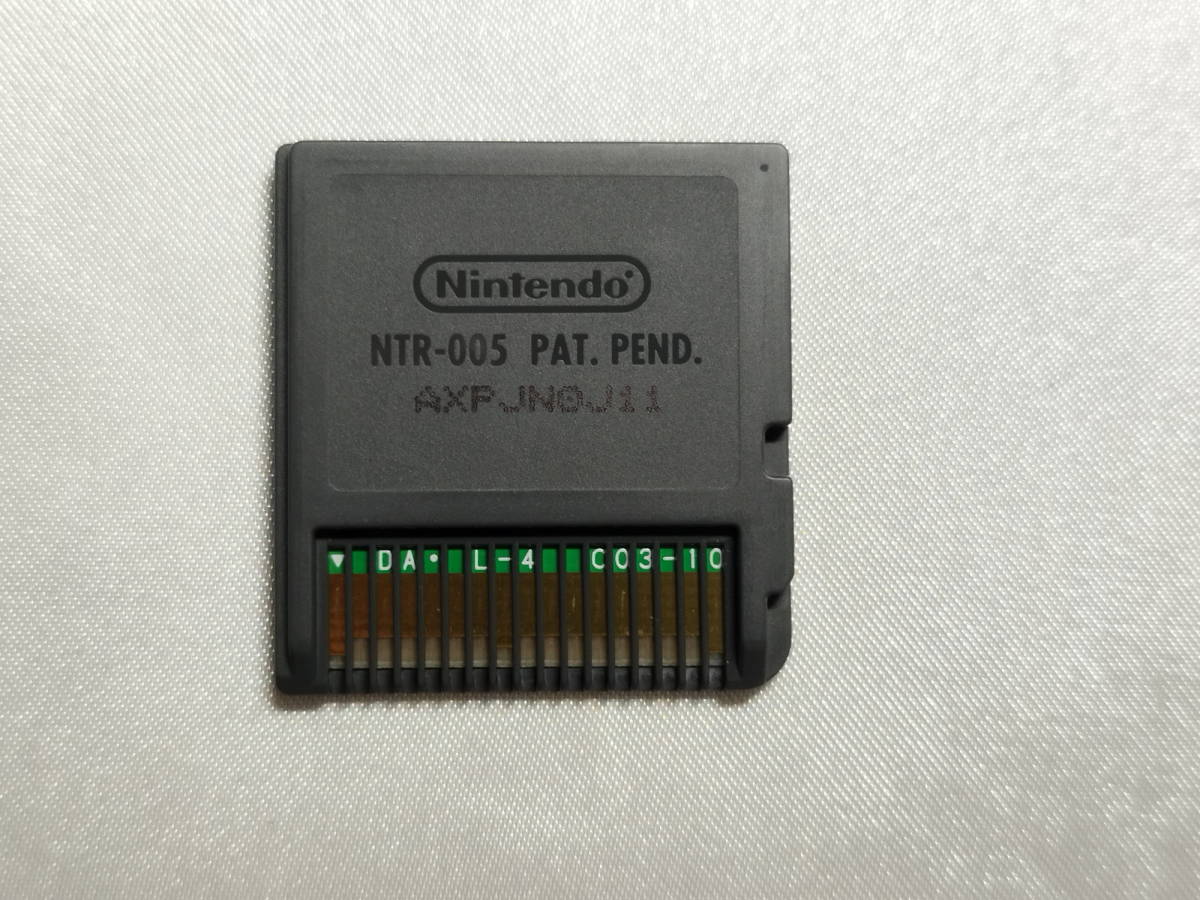 Nintendo
NTR-005 PAT. PEND.
AXPJN0J11
▼ DA• L-4 C03-10